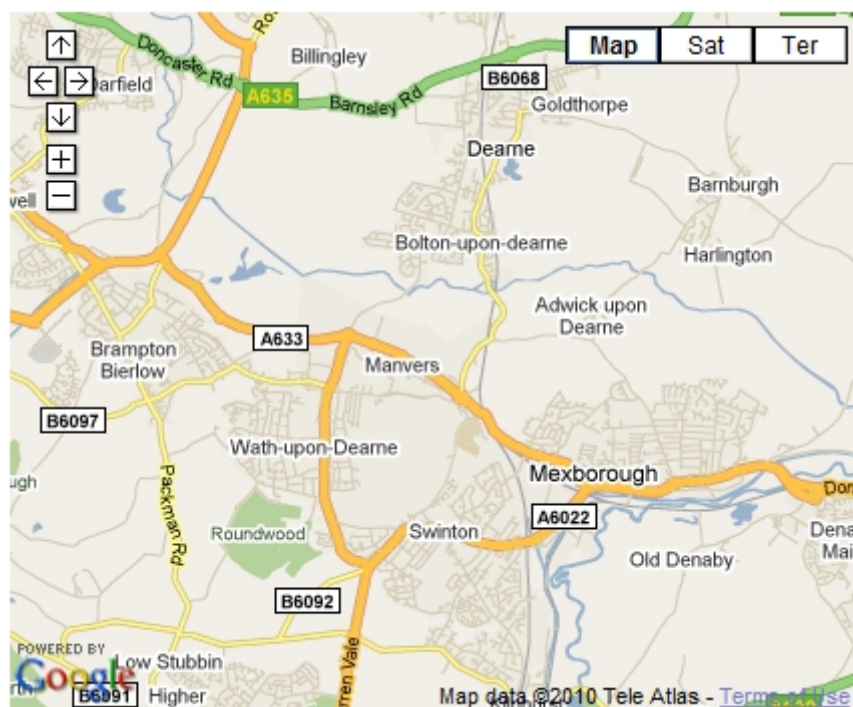 Billingley
Doncaster Rd
Map
Sat
Ter
Darfield
A635
Barnsley Rd
B6068
Goldthorpe
Dearne
Barnburgh
Bolton-upon-dearne
Harlington
Adwick upon
Dearne
A633
Brampton
Bierlow
Manvers
B6097
Wath-upon-Dearne
Mexborough
Packman Rd
Roundwood
Swinton
A6022
Old Denaby
B6092
POWERED BY
Google
Low Stubbin
B6091
Higher
Map data ©2010 Tele Atlas - Terms of Use